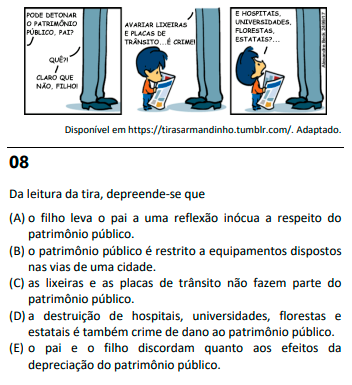 PODE DETONAR
O PATRIMÔNIO
PÚBLICO, PAI?
QUÊ?!
CLARO QUE
NÃO, FILHO!
AVARIAR LIXEIRAS
E PLACAS DE
TRÂNSITO...É CRIME!
E HOSPITAIS,
UNIVERSIDADES,
FLORESTAS,
ESTATAIS?...
Disponível em https://tirasarmandinho.tumblr.com/. Adaptado.
08
Da leitura da tira, depreende-se que
(A) o filho leva o pai a uma reflexão inócua a respeito do
patrimônio público.
(B) o patrimônio público é restrito a equipamentos dispostos
nas vias de uma cidade.
(C) as lixeiras e as placas de trânsito não fazem parte do
patrimônio público.
(D) a destruição de hospitais, universidades, florestas e
estatais é também crime de dano ao patrimônio público.
(E) o pai e o filho discordam quanto aos efeitos da
depreciação do patrimônio público.